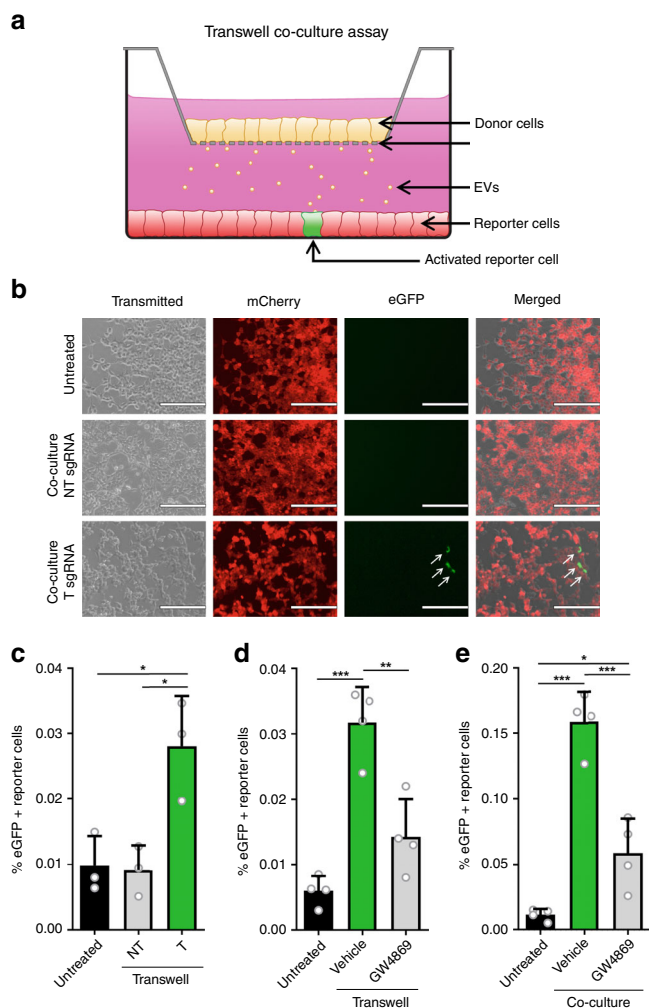 a
Transwell co-culture assay
Donor cells
EVs
Reporter cells
Activated reporter cell
b
Transmitted
mCherry
eGFP
Merged
Untreated
Co-culture
NT sgRNA
Co-culture
T sgRNA
c
% eGFP + reporter cells
0.04
0.03
0.02
0.01
0.00
*
*
Untreated
NT
T
Transwell
d
% eGFP + reporter cells
0.04
0.03
0.02
0.01
0.00
***
**
Untreated
Vehicle
GW4869
Transwell
e
% eGFP + reporter cells
0.20
0.15
0.10
0.05
0.00
*
***
***
Untreated
Vehicle
GW4869
Co-culture